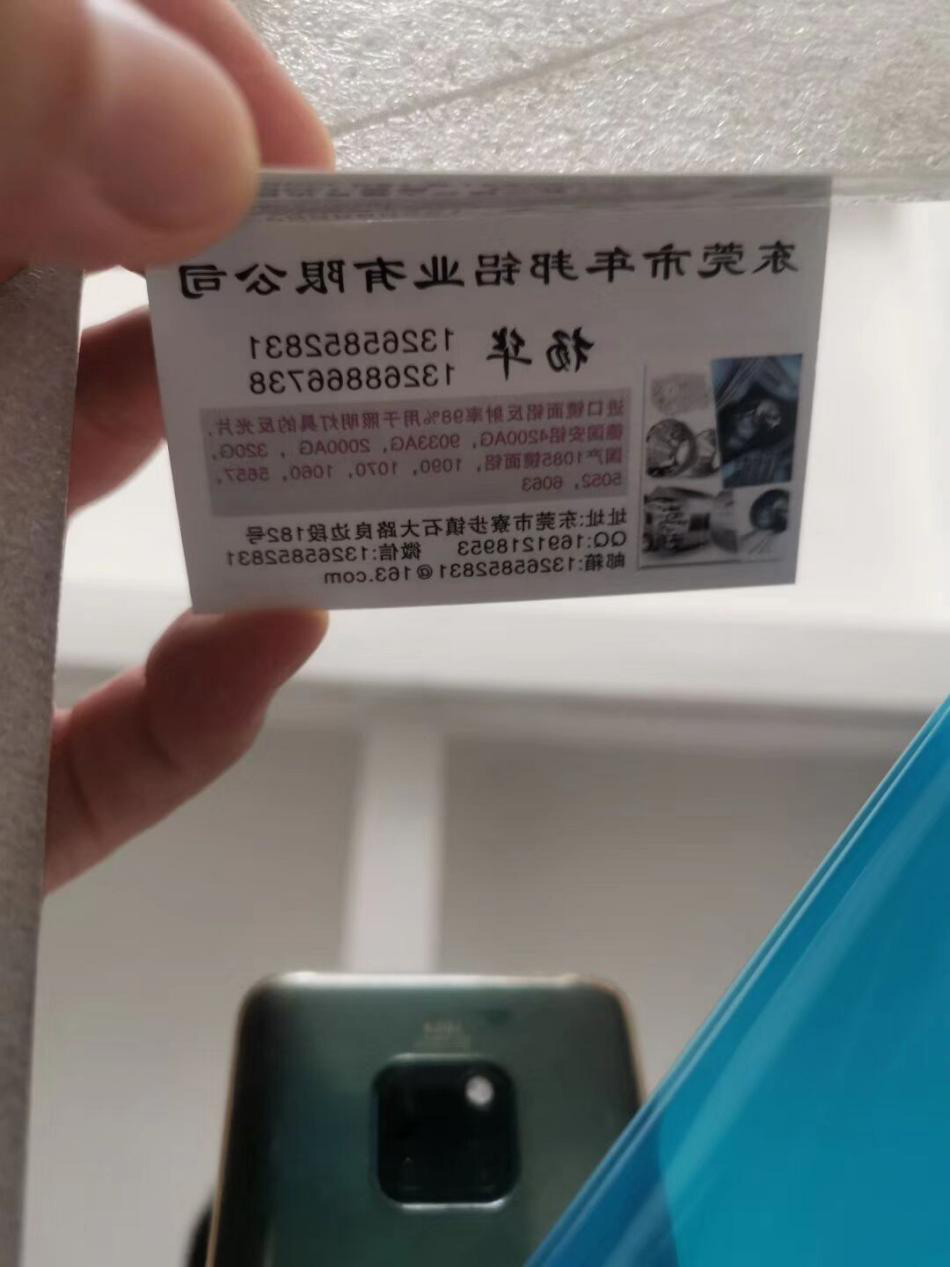 东莞市年邦铝业有限公司
杨华
13265852831
13268866738
进口镜面铝反射率98%用于照明灯具的反光片,
德国安铝4200AG, 9033AG, 2000AG , 320G,
国产1085镜面铝, 1090, 1070, 1060, 5657,
5052, 6063
址:东莞市寮步镇石大路良边段182号
QQ:1691218953 微信:13265852831
邮箱:13265852831@163.com